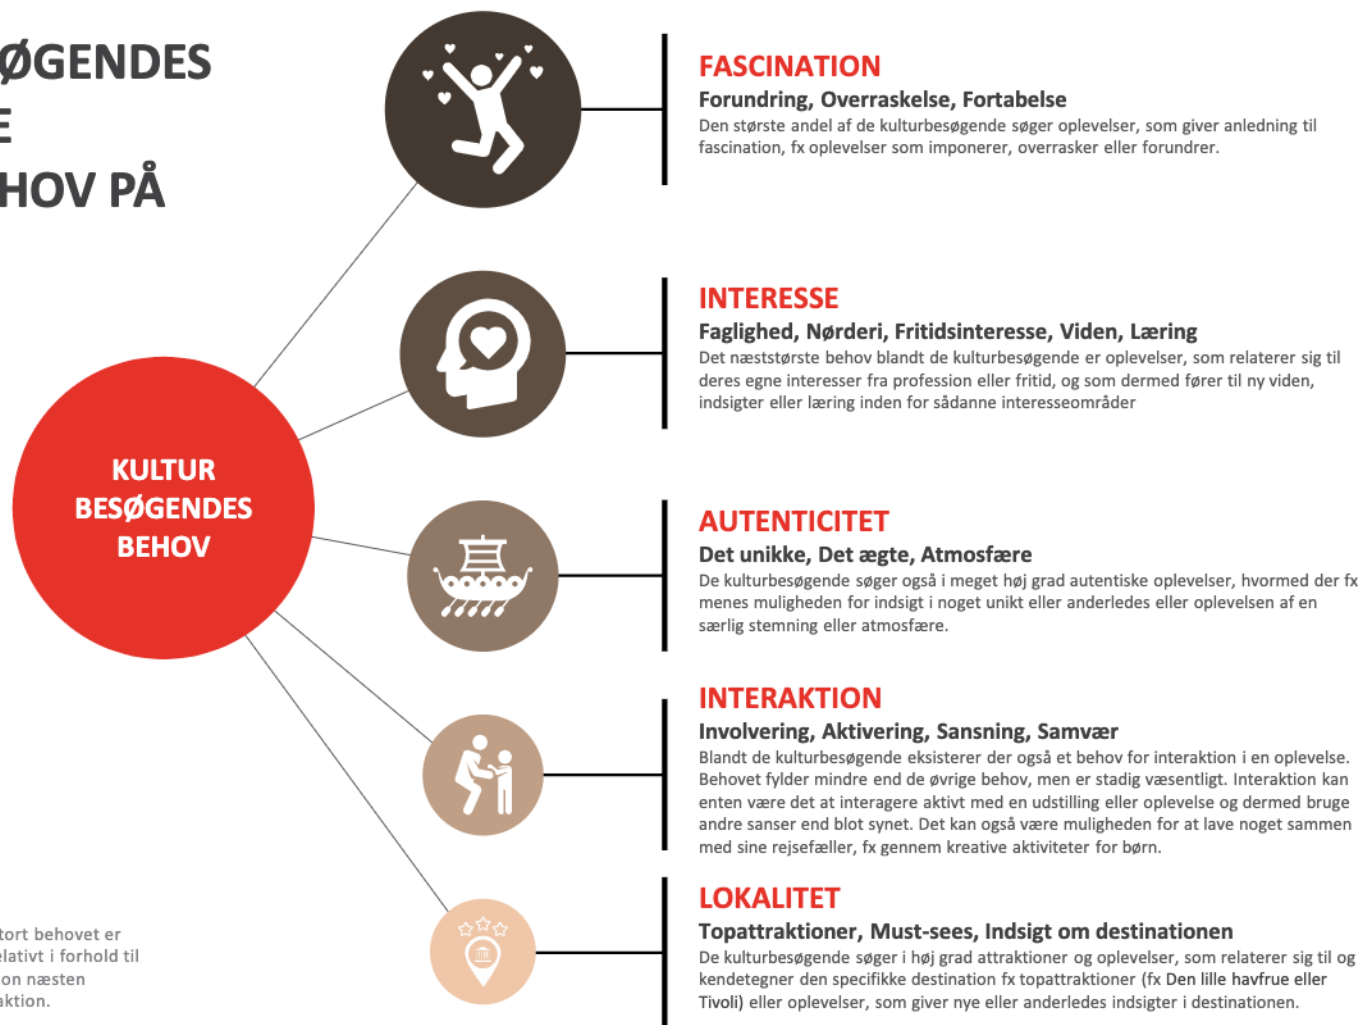 ØGENDES
E
HOV PÅ
FASCINATION
Forundring, Overraskelse, Fortabelse
Den største andel af de kulturbesøgende søger oplevelser, som giver anledning til
fascination, fx oplevelser som imponerer, overrasker eller forundrer.
INTERESSE
Faglighed, Nørderi, Fritidsinteresse, Viden, Læring
Det næststørste behov blandt de kulturbesøgende er oplevelser, som relaterer sig til
deres egne interesser fra profession eller fritid, og som dermed fører til ny viden,
indsigter eller læring inden for sådanne interesseområder
KULTUR
BESØGENDES
BEHOV
AUTENTICITET
Det unikke, Det ægte, Atmosfære
De kulturbesøgende søger også i meget høj grad autentiske oplevelser, hvormed der fx
menes muligheden for indsigt i noget unikt eller anderledes eller oplevelsen af en
særlig stemning eller atmosfære.
INTERAKTION
Involvering, Aktivering, Sansning, Samvær
Blandt de kulturbesøgende eksisterer der også et behov for interaktion i en oplevelse.
Behovet fylder mindre end de øvrige behov, men er stadig væsentligt. Interaktion kan
enten være det at interagere aktivt med en udstilling eller oplevelse og dermed bruge
andre sanser end blot synet. Det kan også være muligheden for at lave noget sammen
med sine rejsefæller, fx gennem kreative aktiviteter for børn.
LOKALITET
Topattraktioner, Must-sees, Indsigt om destinationen
De kulturbesøgende søger i høj grad attraktioner og oplevelser, som relaterer sig til og
kendetegner den specifikke destination fx topattraktioner (fx Den lille havfrue eller
Tivoli) eller oplevelser, som giver nye eller anderledes indsigter i destinationen.
tort behovet er
elativt i forhold til
on næsten
aktion.